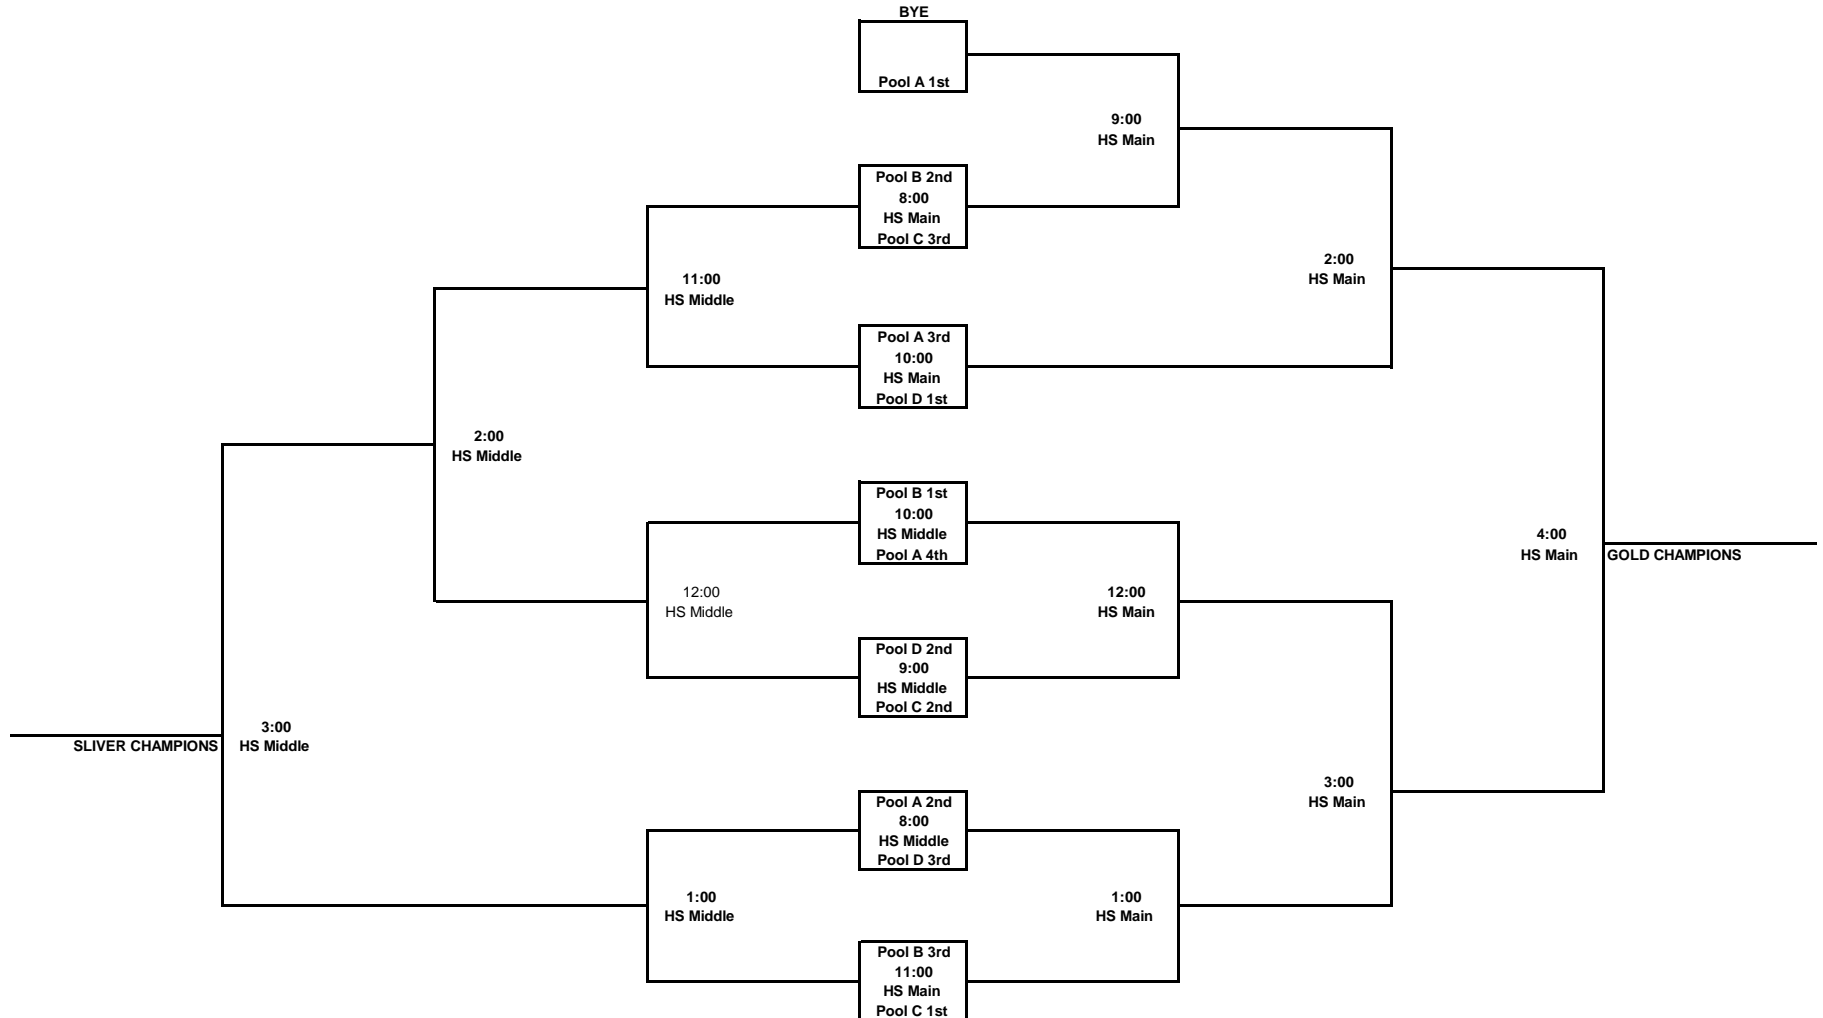 BYE
Pool A 1st
9:00
HS Main
Pool B 2nd
8:00
HS Main
Pool C 3rd
2:00
HS Main
11:00
HS Middle
Pool A 3rd
10:00
HS Main
Pool D 1st
2:00
HS Middle
Pool B 1st
10:00
HS Middle
Pool A 4th
4:00
HS Main
GOLD CHAMPIONS
12:00
HS Middle
12:00
HS Main
Pool D 2nd
9:00
HS Middle
Pool C 2nd
3:00
HS Middle
SLIVER CHAMPIONS
3:00
HS Main
Pool A 2nd
8:00
HS Middle
Pool D 3rd
1:00
HS Middle
1:00
HS Main
Pool B 3rd
11:00
HS Main
Pool C 1st